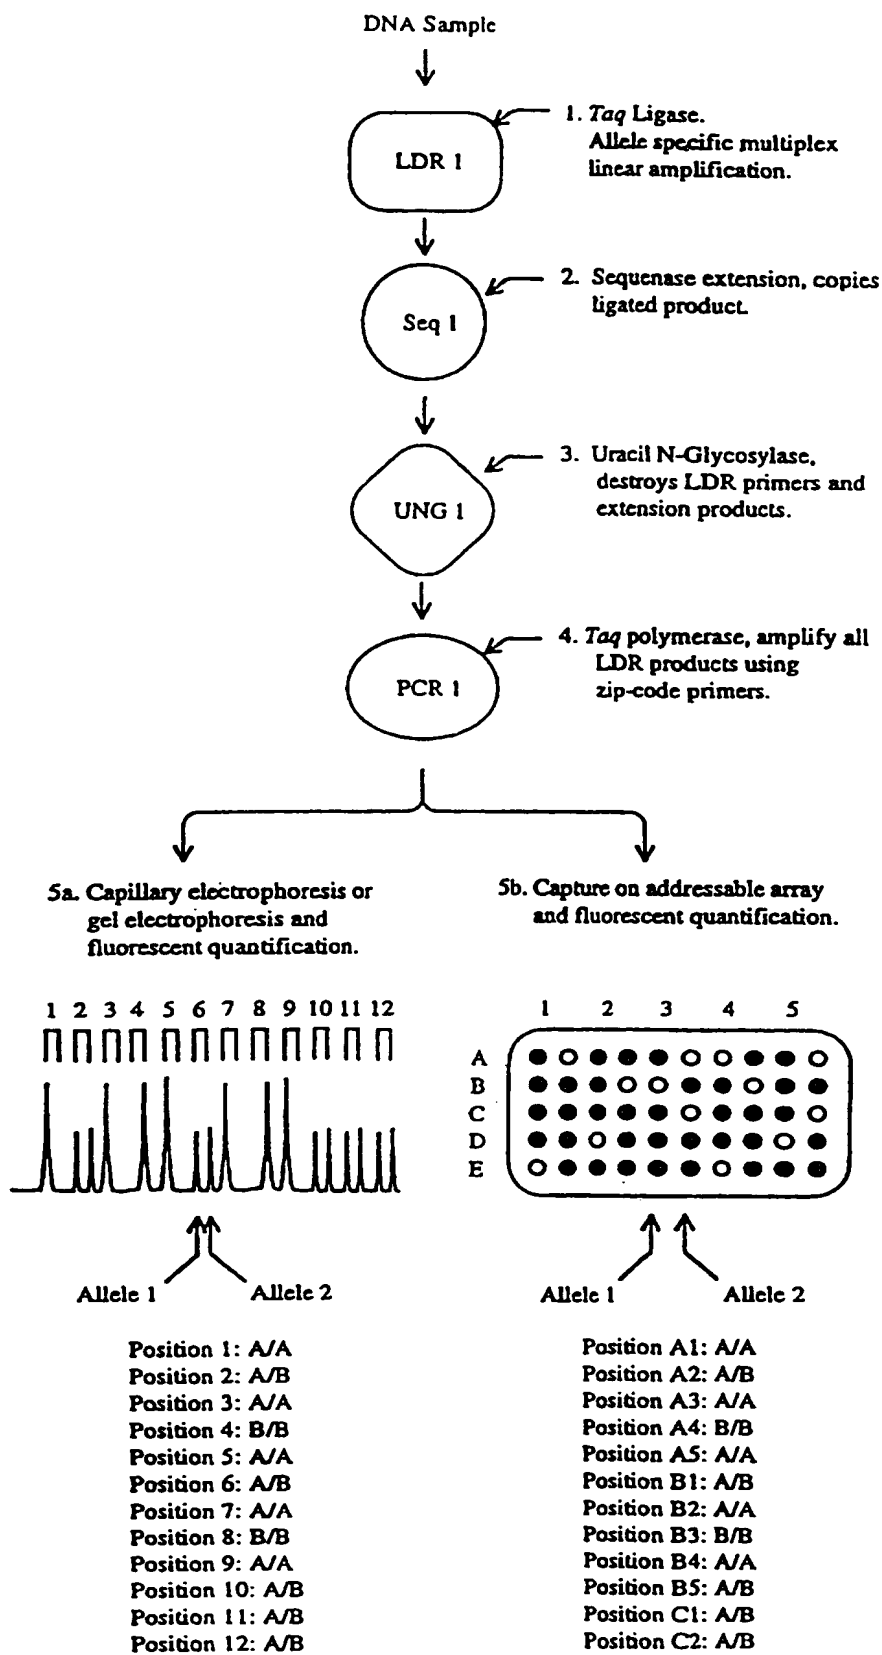 DNA Sample
LDR 1
1. Taq Ligase.
Allele specific multiplex
linear amplification.
Seq 1
2. Sequenase extension, copies
ligated product.
UNG 1
3. Uracil N-Glycosylase,
destroys LDR primers and
extension products.
PCR 1
4. Taq polymerase, amplify all
LDR products using
zip-code primers.
5a. Capillary electrophoresis or
gel electrophoresis and
fluorescent quantification.
1 2 3 4 5 6 7 8 9 10 11 12
Allele 1 Allele 2
Position 1: A/A
Position 2: A/B
Position 3: A/A
Position 4: B/B
Position 5: A/A
Position 6: A/B
Position 7: A/A
Position 8: B/B
Position 9: A/A
Position 10: A/B
Position 11: A/B
Position 12: A/B
5b. Capture on addressable array
and fluorescent quantification.
1 2 3 4 5
A
B
C
D
E
Allele 1 Allele 2
Position A1: A/A
Position A2: A/B
Position A3: A/A
Position A4: B/B
Position A5: A/A
Position B1: A/B
Position B2: A/A
Position B3: B/B
Position B4: A/A
Position B5: A/B
Position C1: A/B
Position C2: A/B